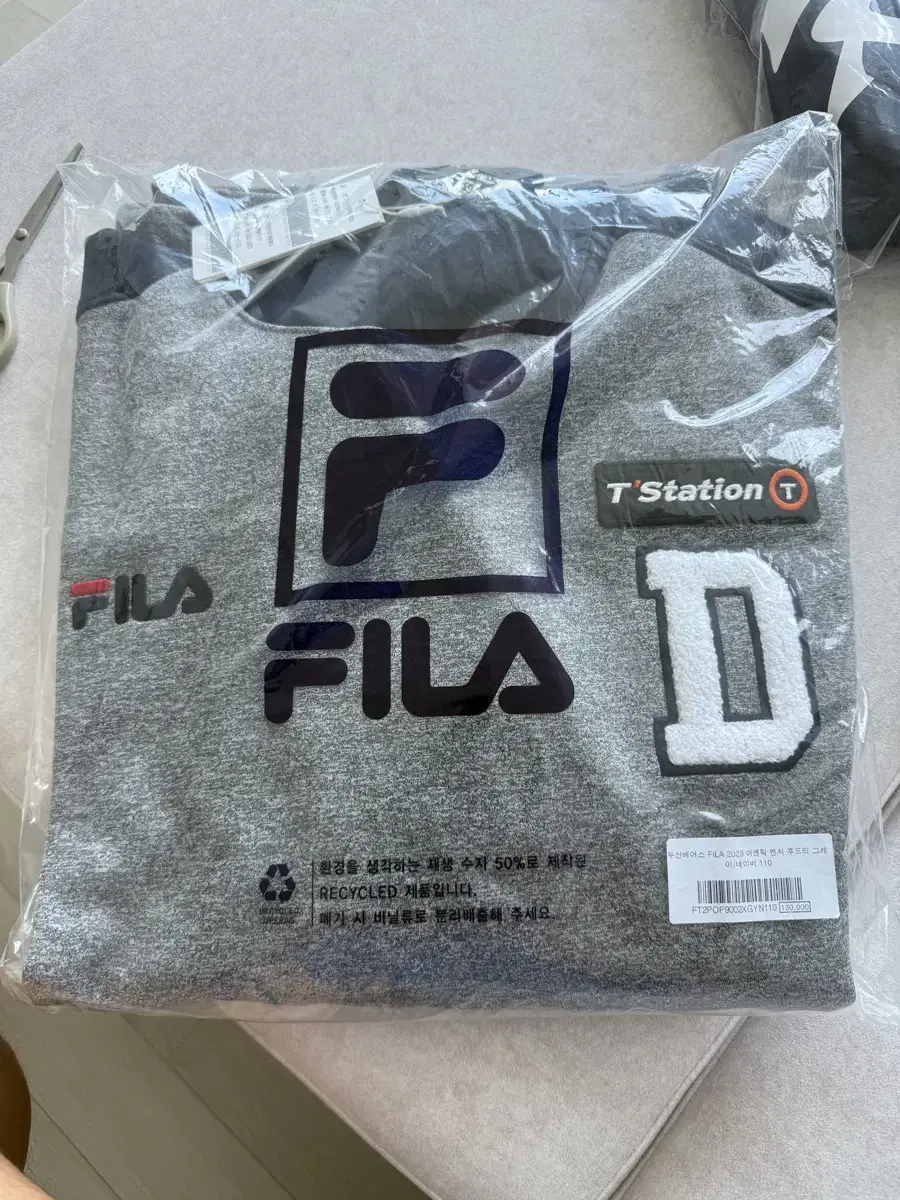 FILA
FILA
T'Station T
D
환경을 생각하는 재생 수지 50%로 제작된
RECYCLED 제품입니다.
폐기 시 비닐류로 분리배출해 주세요.
RECYCLED
두산베어스 FILA 2023 어센틱 벤치 후드티 그레
이/네이비 110
FT2POF9002XGYN110 130,000